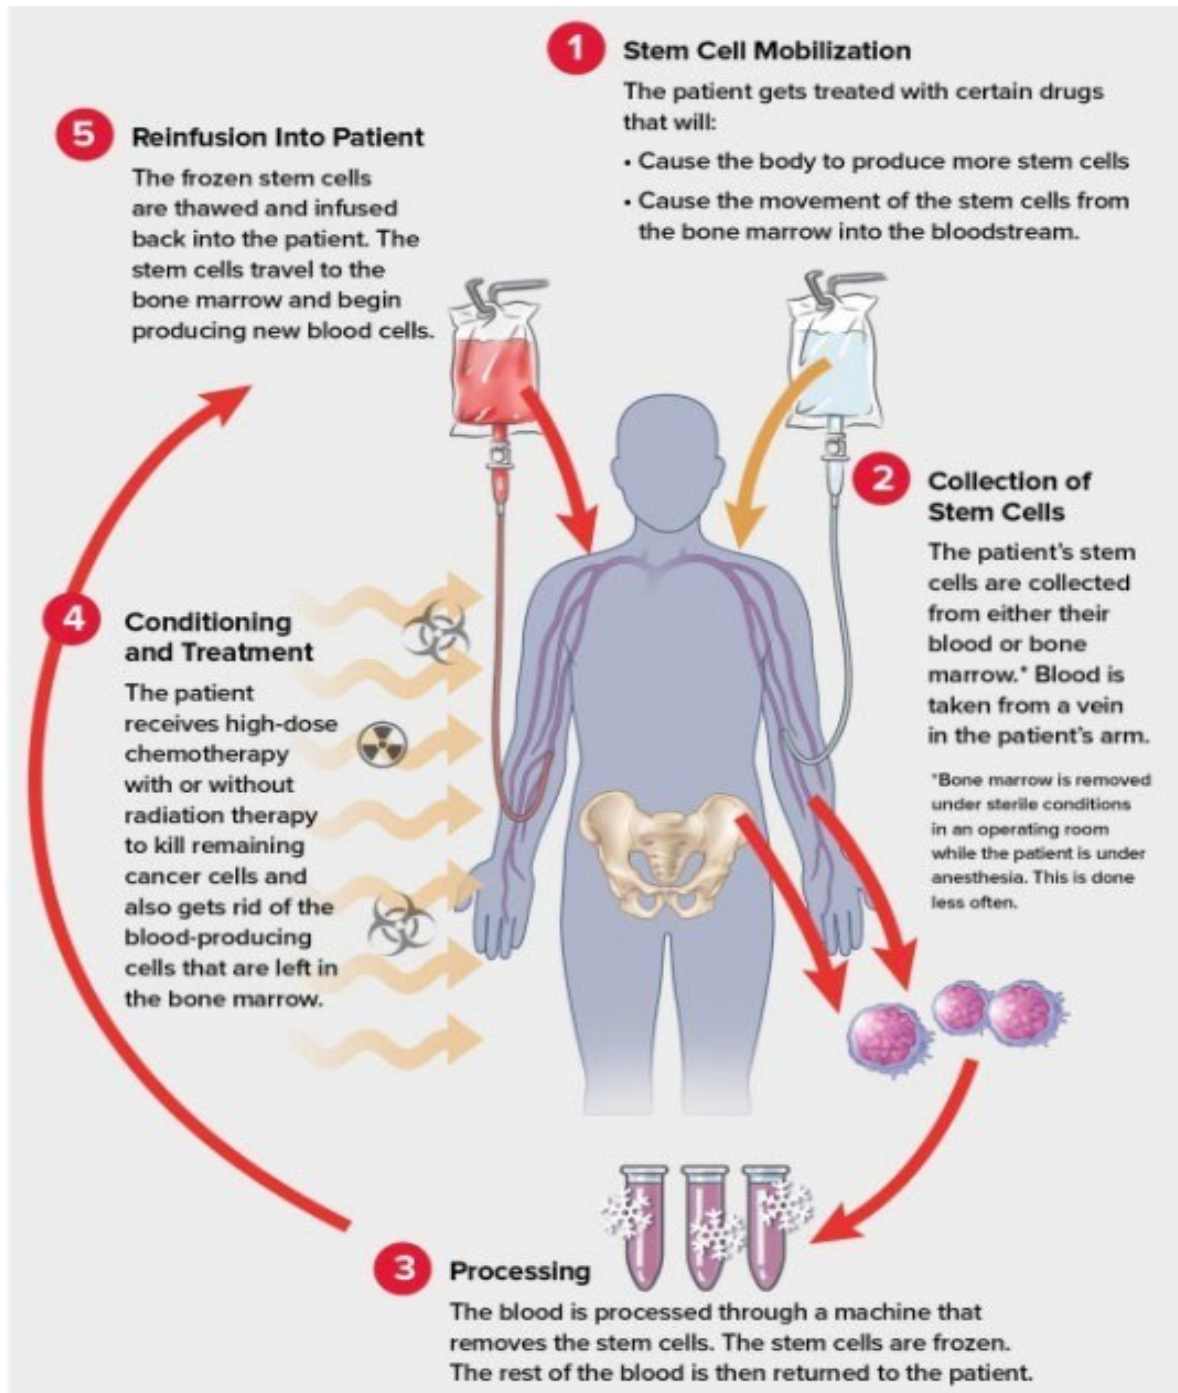 1
Stem Cell Mobilization
The patient gets treated with certain drugs
that will:
• Cause the body to produce more stem cells
• Cause the movement of the stem cells from
the bone marrow into the bloodstream.
2
Collection of
Stem Cells
The patient's stem
cells are collected
from either their
blood or bone
marrow.* Blood is
taken from a vein
in the patient's arm.
*Bone marrow is removed
under sterile conditions
in an operating room
while the patient is under
anesthesia. This is done
less often.
3
Processing
The blood is processed through a machine that
removes the stem cells. The stem cells are frozen.
The rest of the blood is then returned to the patient.
4
Conditioning
and Treatment
The patient
receives high-dose
chemotherapy
with or without
radiation therapy
to kill remaining
cancer cells and
also gets rid of the
blood-producing
cells that are left in
the bone marrow.
5
Reinfusion Into Patient
The frozen stem cells
are thawed and infused
back into the patient. The
stem cells travel to the
bone marrow and begin
producing new blood cells.